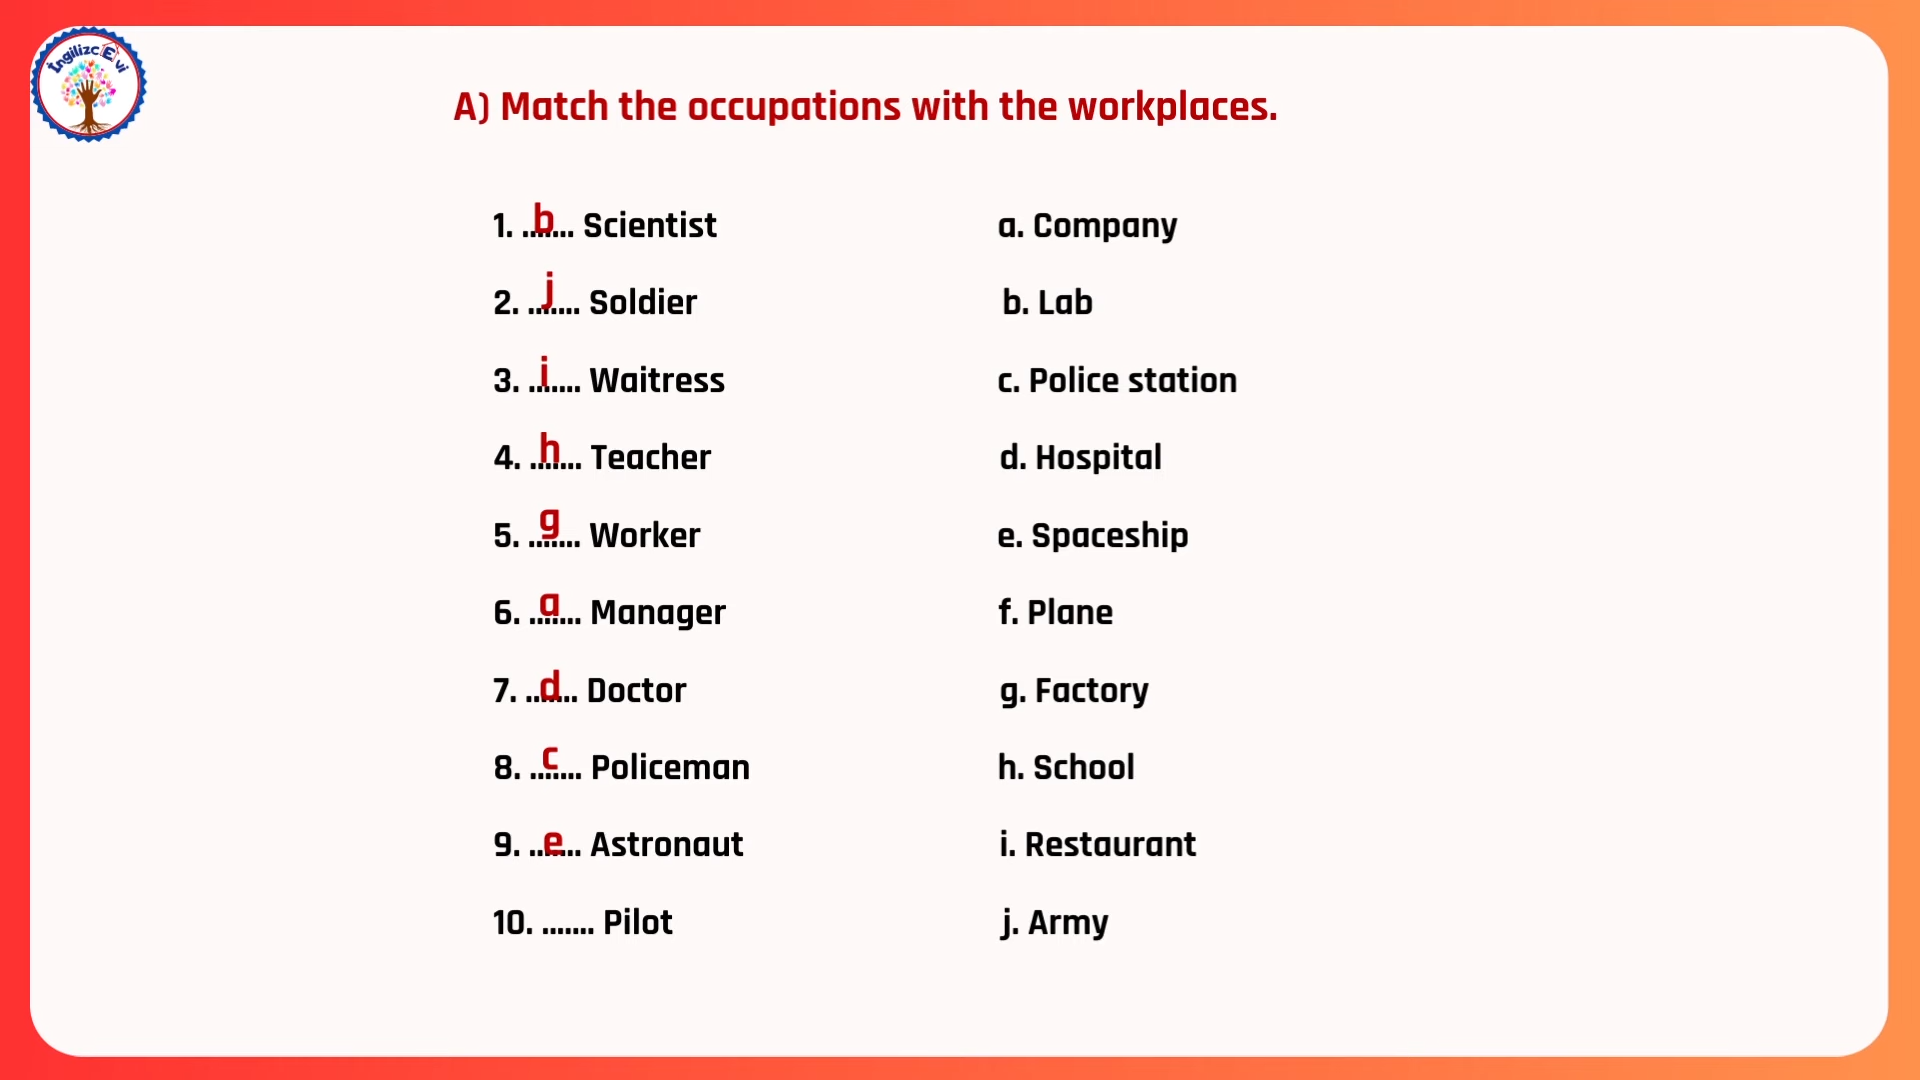 İngilizcEvi
A) Match the occupations with the workplaces.
1. ...b... Scientist
a. Company
2. ...j... Soldier
b. Lab
3. ...i... Waitress
c. Police station
4. ...h... Teacher
d. Hospital
5. ...g... Worker
e. Spaceship
6. ...a... Manager
f. Plane
7. ...d... Doctor
g. Factory
8. ...c... Policeman
h. School
9. ...e... Astronaut
i. Restaurant
10. ....... Pilot
j. Army